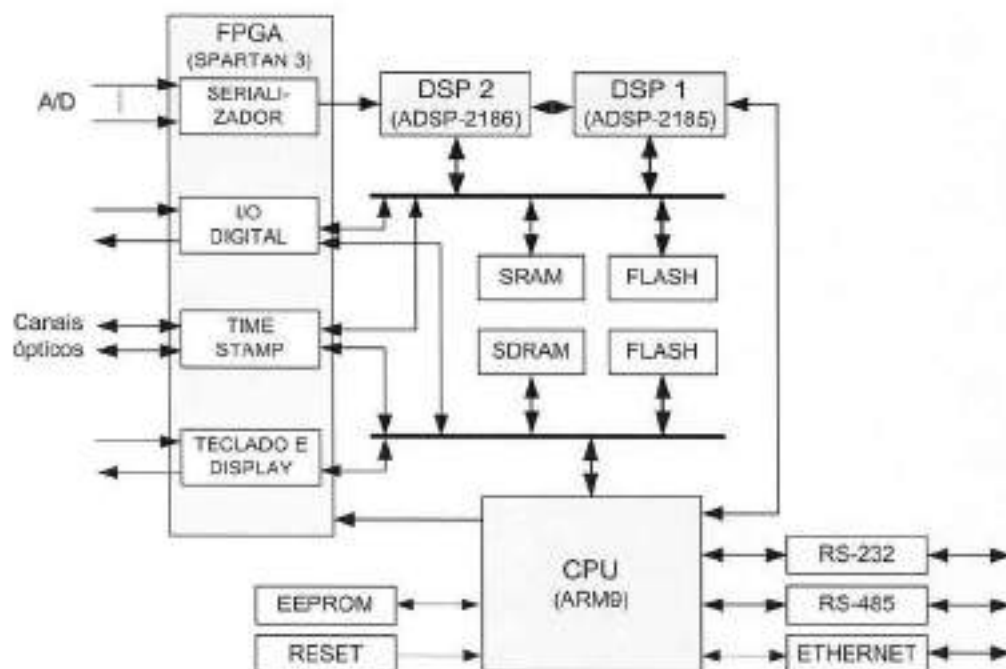 FPGA
(SPARTAN 3)
A/D
SERIALI-
ZADOR
DSP 2
(ADSP-2186)
DSP 1
(ADSP-2185)
I/O
DIGITAL
SRAM
FLASH
Canais
ópticos
TIME
STAMP
SDRAM
FLASH
TECLADO E
DISPLAY
CPU
(ARM9)
RS-232
EEPROM
RS-485
RESET
ETHERNET